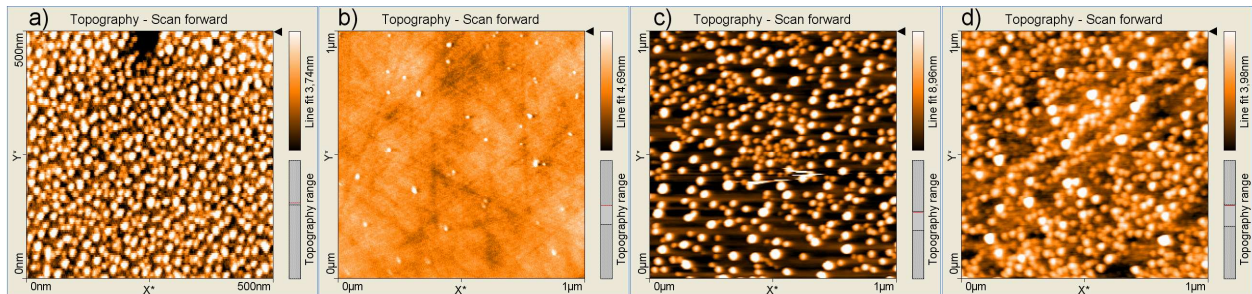 a) Topography - Scan forward
500nm
Y*
0nm
0nm
X*
500nm
Line fit 3,74nm
Topography range
b) Topography - Scan forward
1µm
Y*
0µm
0µm
X*
1µm
Line fit 4,69nm
Topography range
c) Topography - Scan forward
1µm
Y*
0µm
0µm
X*
1µm
Line fit 8,96nm
Topography range
d) Topography - Scan forward
1µm
Y*
0µm
0µm
X*
1µm
Line fit 3,98nm
Topography range